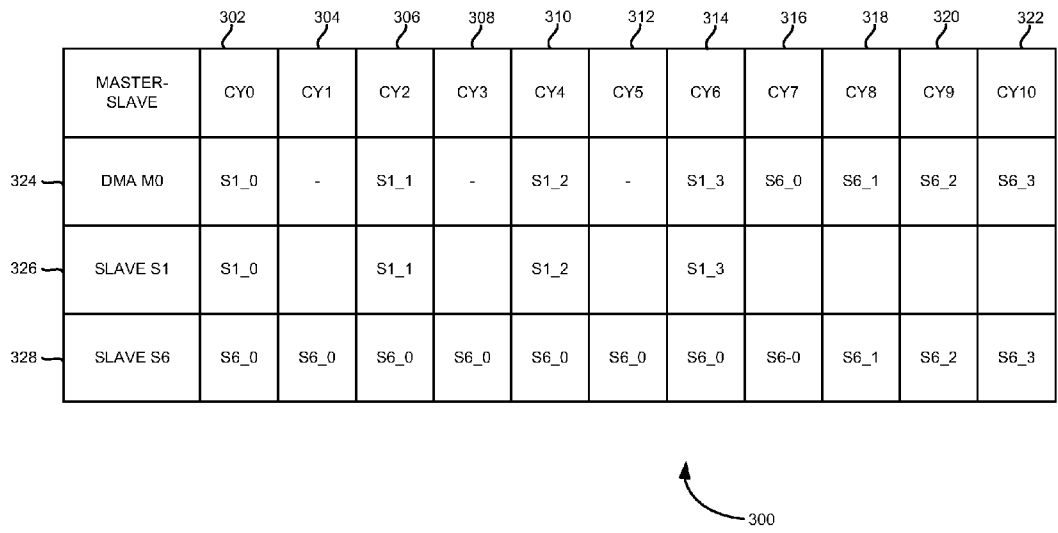 302 304 306 308 310 312 314 316 318 320 322
MASTER-
SLAVE CY0 CY1 CY2 CY3 CY4 CY5 CY6 CY7 CY8 CY9 CY10
324 DMA M0 S1_0 - S1_1 - S1_2 - S1_3 S6_0 S6_1 S6_2 S6_3
326 SLAVE S1 S1_0 S1_1 S1_2 S1_3
328 SLAVE S6 S6_0 S6_0 S6_0 S6_0 S6_0 S6_0 S6_0 S6-0 S6_1 S6_2 S6_3
300